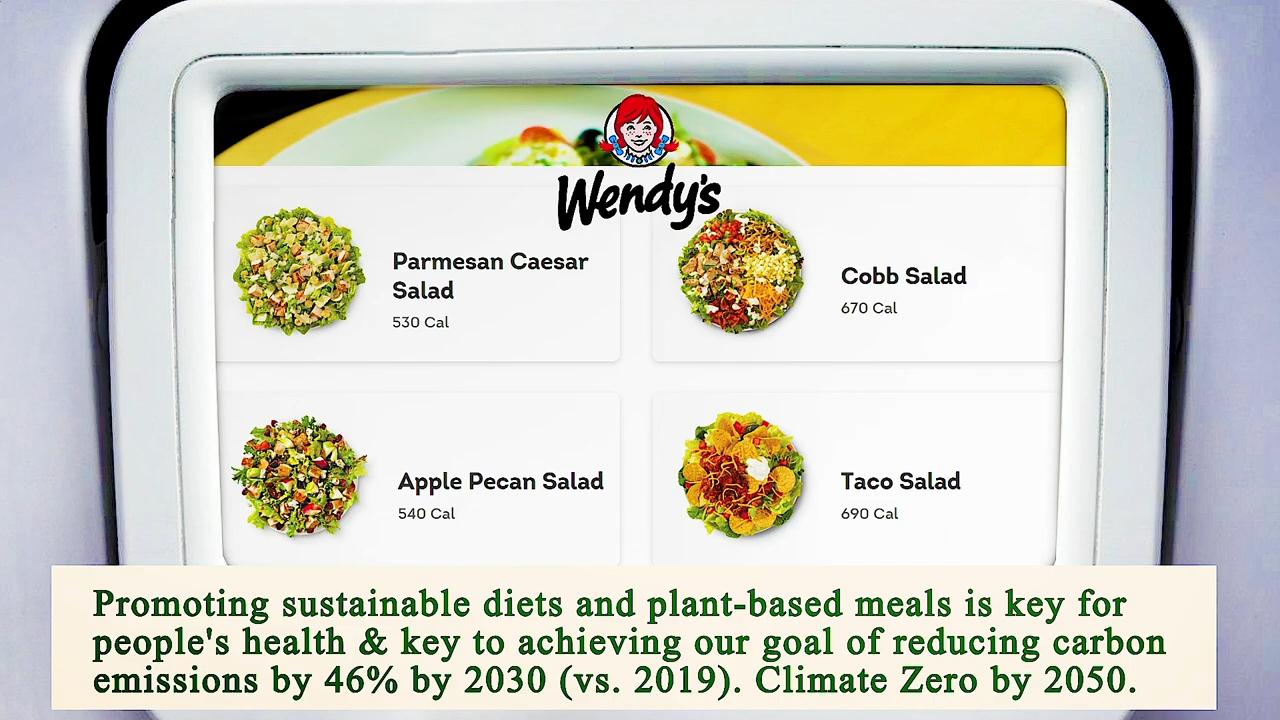 Wendy's
Parmesan Caesar
Salad
530 Cal
Cobb Salad
670 Cal
Apple Pecan Salad
540 Cal
Taco Salad
690 Cal
Promoting sustainable diets and plant-based meals is key for
people's health & key to achieving our goal of reducing carbon
emissions by 46% by 2030 (vs. 2019). Climate Zero by 2050.